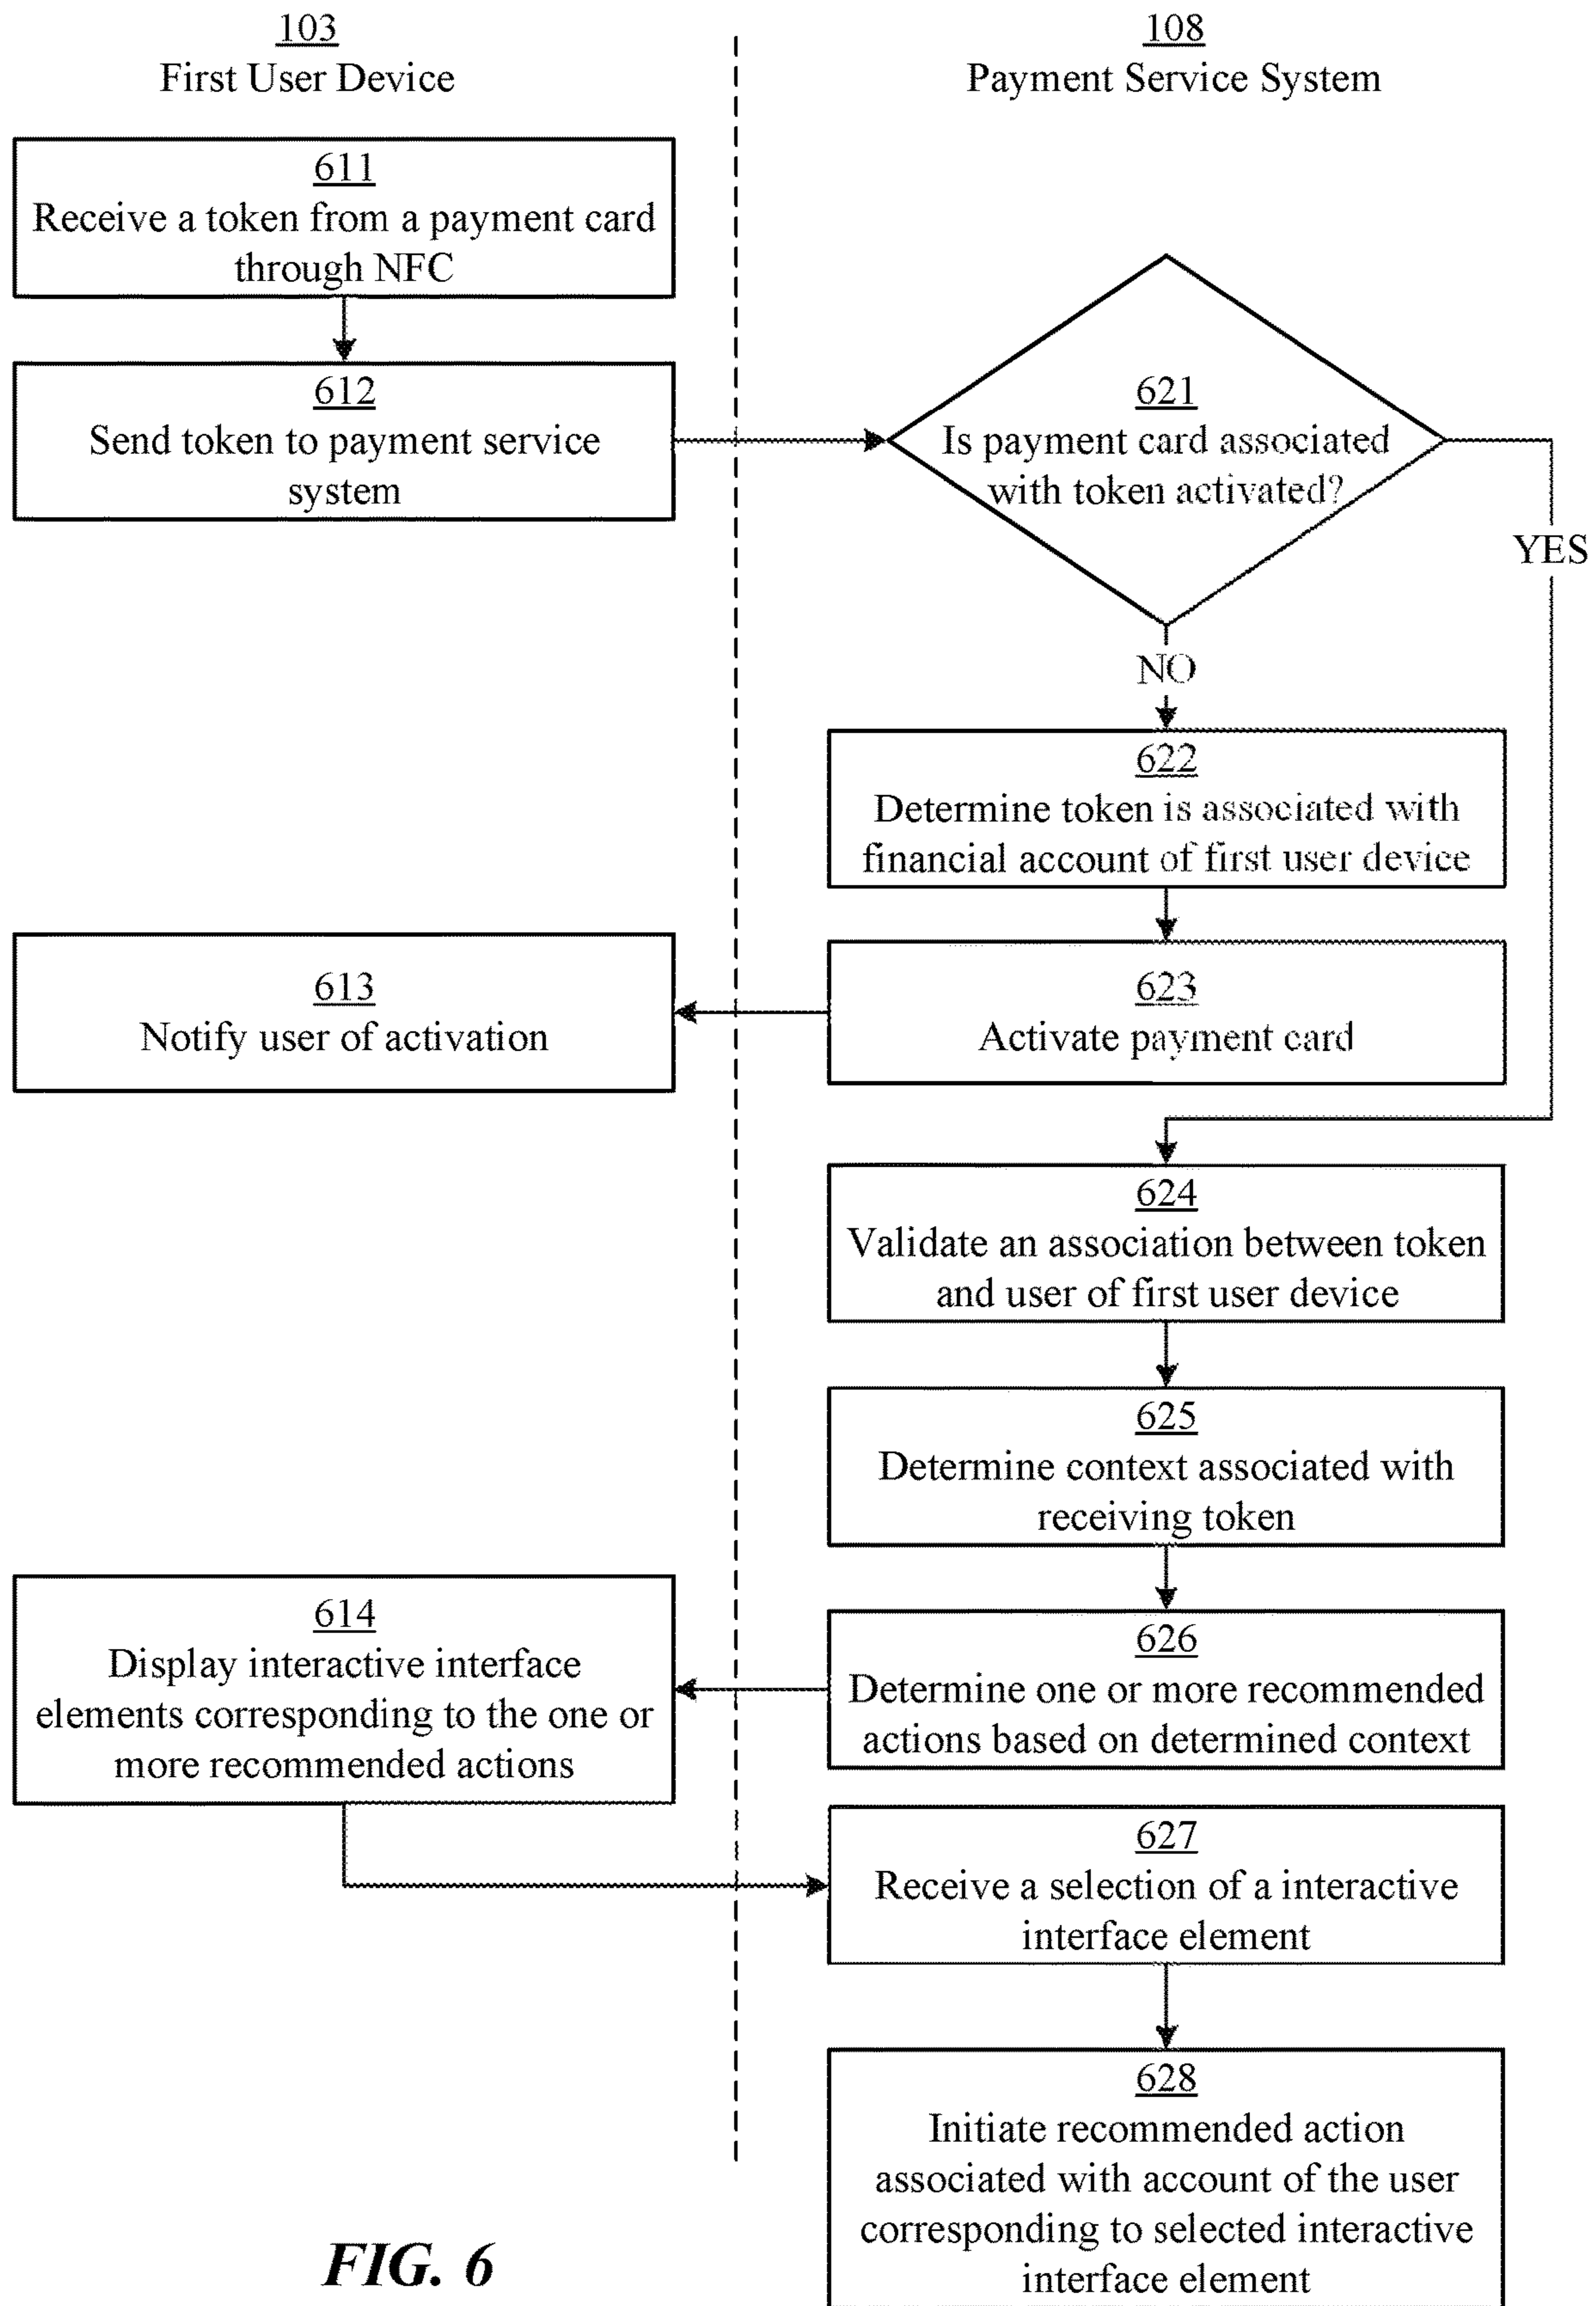 103
First User Device
108
Payment Service System
611
Receive a token from a payment card
through NFC
612
Send token to payment service
system
621
Is payment card associated
with token activated?
YES
NO
622
Determine token is associated with
financial account of first user device
613
Notify user of activation
623
Activate payment card
624
Validate an association between token
and user of first user device
625
Determine context associated with
receiving token
614
Display interactive interface
elements corresponding to the one or
more recommended actions
626
Determine one or more recommended
actions based on determined context
627
Receive a selection of a interactive
interface element
628
Initiate recommended action
associated with account of the user
corresponding to selected interactive
interface element
FIG. 6